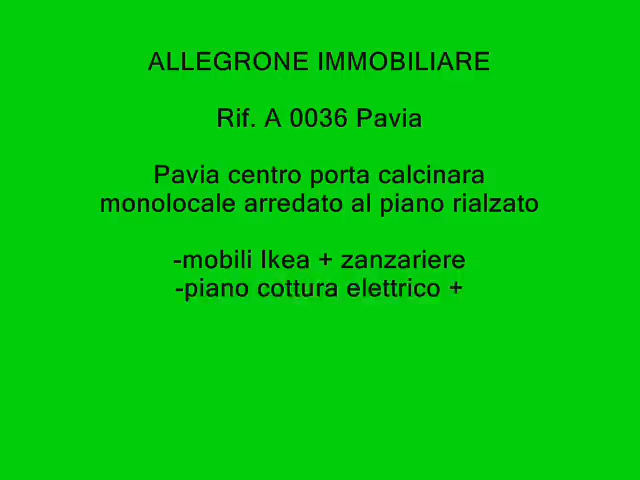 ALLEGRONE IMMOBILIARE
Rif. A 0036 Pavia
Pavia centro porta calcinara
monolocale arredato al piano rialzato
-mobili Ikea + zanzariere
-piano cottura elettrico +